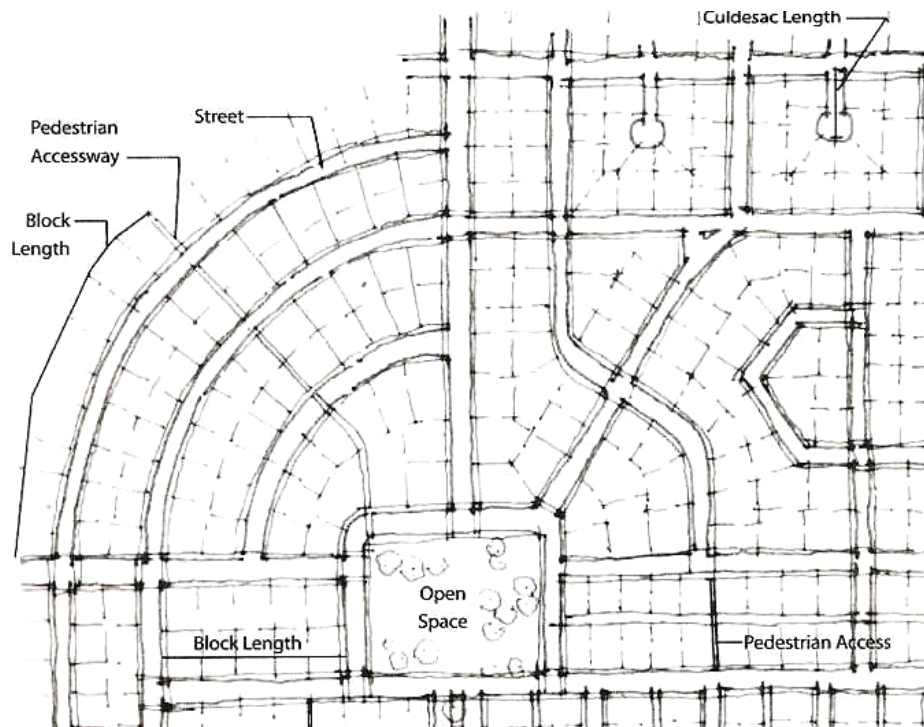 Culdesac Length
Street
Pedestrian
Accessway
Block
Length
Open
Space
Block Length
Pedestrian Access